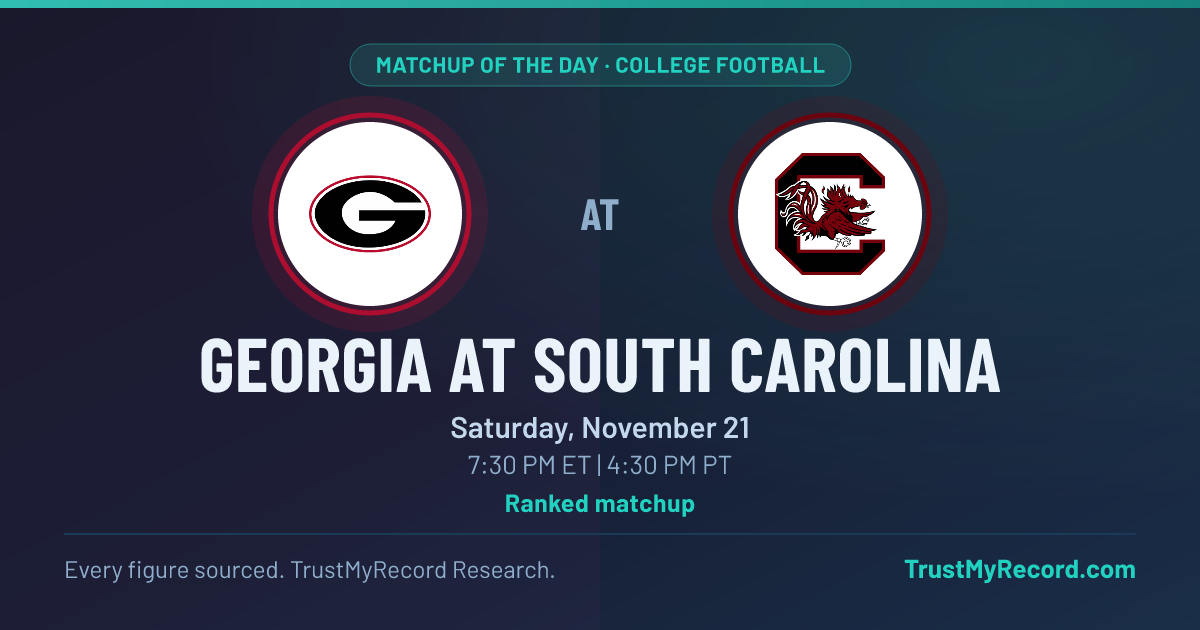 MATCHUP OF THE DAY · COLLEGE FOOTBALL
G
C
AT
GEORGIA AT SOUTH CAROLINA
Saturday, November 21
7:30 PM ET | 4:30 PM PT
Ranked matchup
Every figure sourced. TrustMyRecord Research.
TrustMyRecord.com